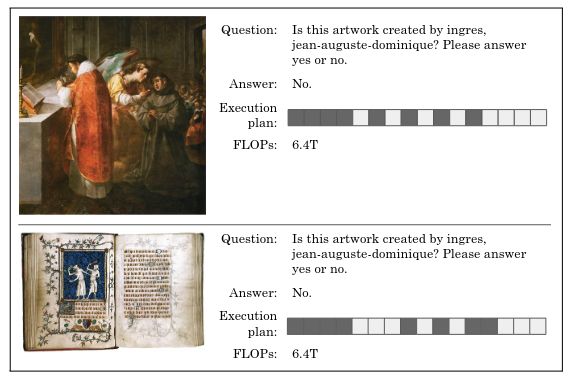 Question: Is this artwork created by ingres,
jean-auguste-dominique? Please answer
yes or no.
Answer: No.
Execution
plan:
FLOPs: 6.4T
Question: Is this artwork created by ingres,
jean-auguste-dominique? Please answer
yes or no.
Answer: No.
Execution
plan:
FLOPs: 6.4T